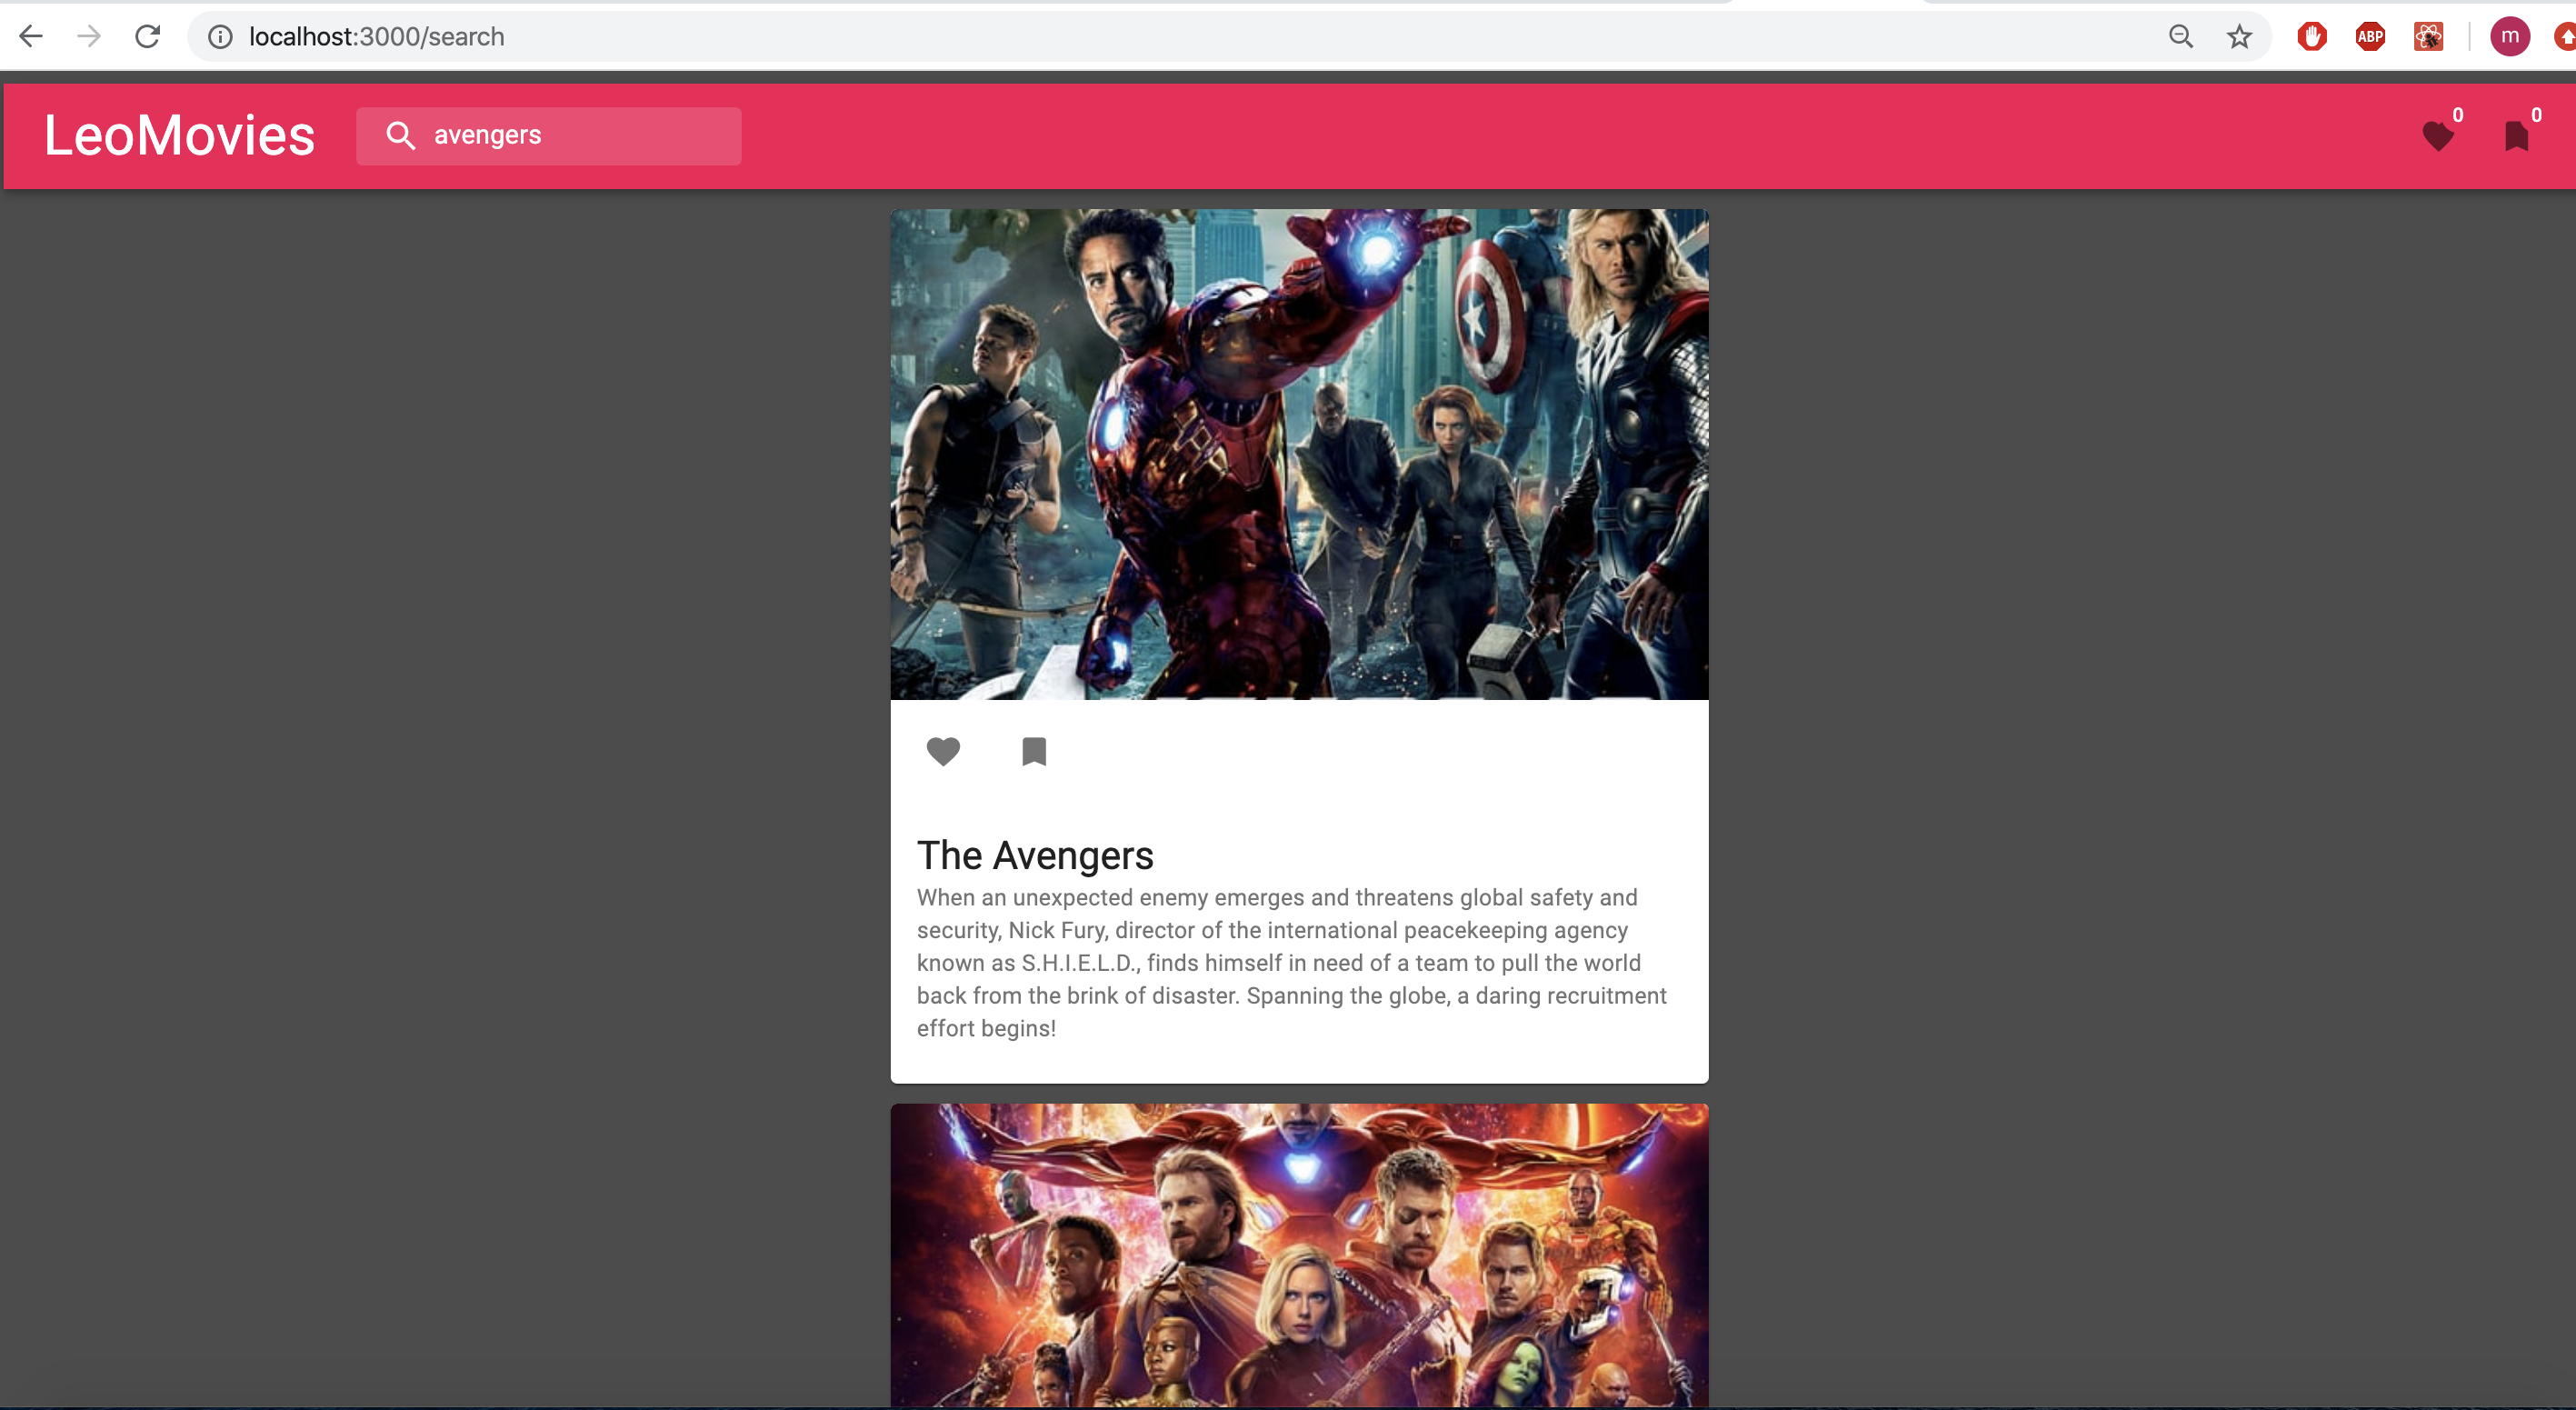 localhost:3000/search
ABP
m
LeoMovies
avengers
0
0
The Avengers
When an unexpected enemy emerges and threatens global safety and
security, Nick Fury, director of the international peacekeeping agency
known as S.H.I.E.L.D., finds himself in need of a team to pull the world
back from the brink of disaster. Spanning the globe, a daring recruitment
effort begins!